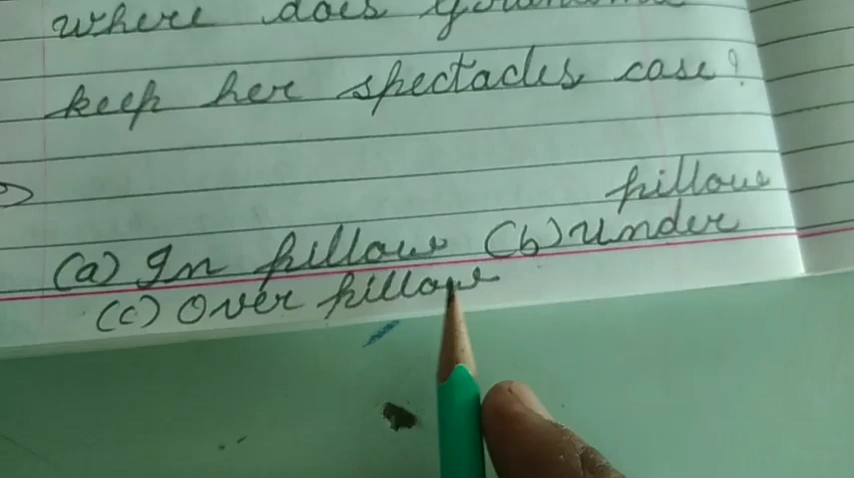 where does
keep her spectacles case?
pillow
(a) In pillow (b) under
(c) Over pillow